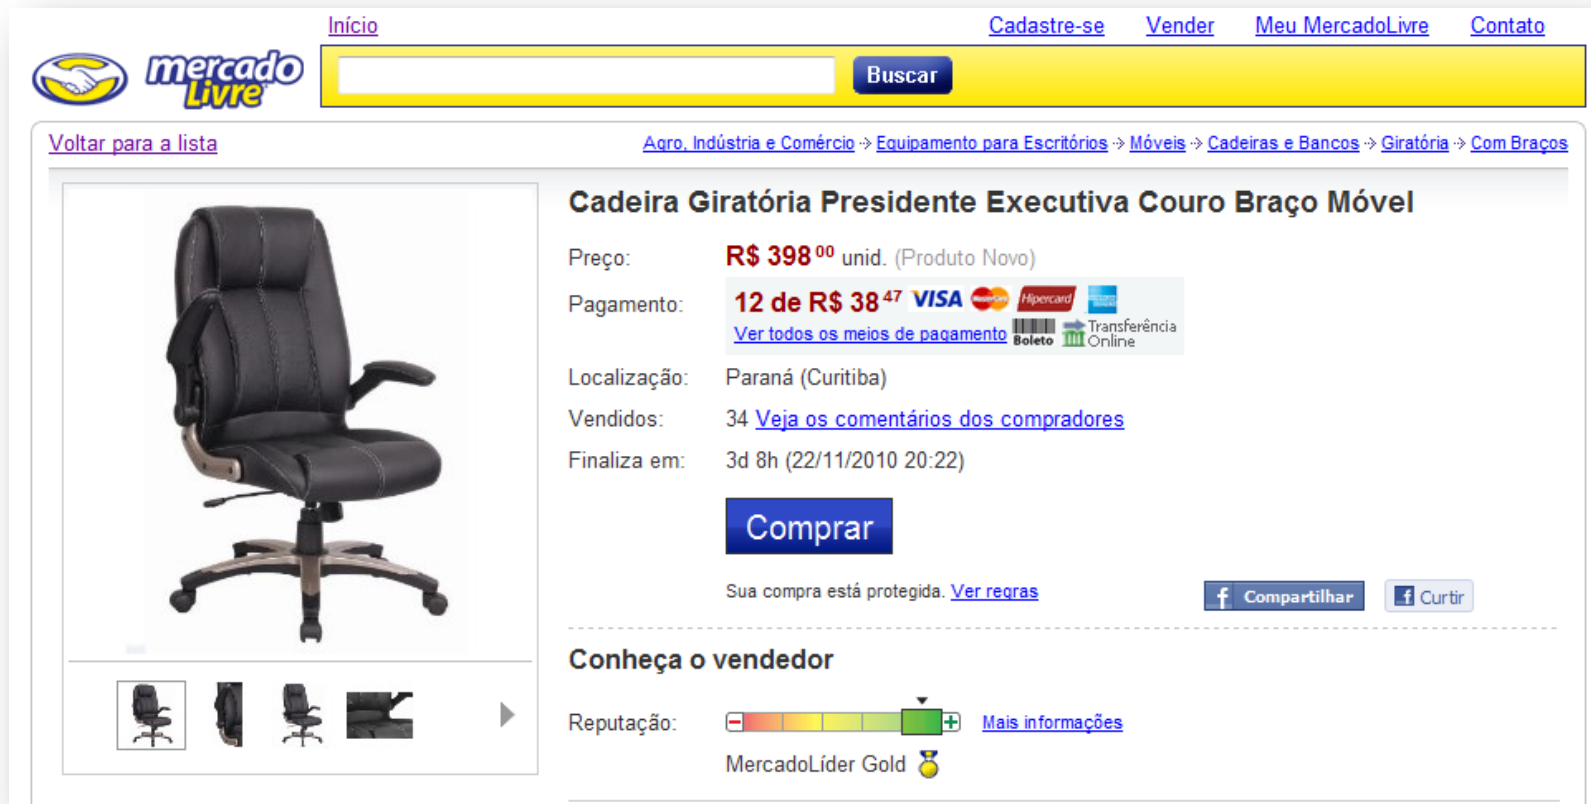 Início
Cadastre-se Vender Meu MercadoLivre Contato
mercado
Livre
Buscar
Voltar para a lista
Agro, Indústria e Comércio Equipamento para Escritórios Móveis Cadeiras e Bancos Giratória Com Braços
Cadeira Giratória Presidente Executiva Couro Braço Móvel
Preço: R$ 398 00 unid. (Produto Novo)
Pagamento: 12 de R$ 38 47 VISA MasterCard Hipercard
Ver todos os meios de pagamento Boleto Transferência Online
Localização: Paraná (Curitiba)
Vendidos: 34 Veja os comentários dos compradores
Finaliza em: 3d 8h (22/11/2010 20:22)
Comprar
Sua compra está protegida. Ver regras
f Compartilhar f Curtir
Conheça o vendedor
Reputação: - + Mais informações
MercadoLíder Gold